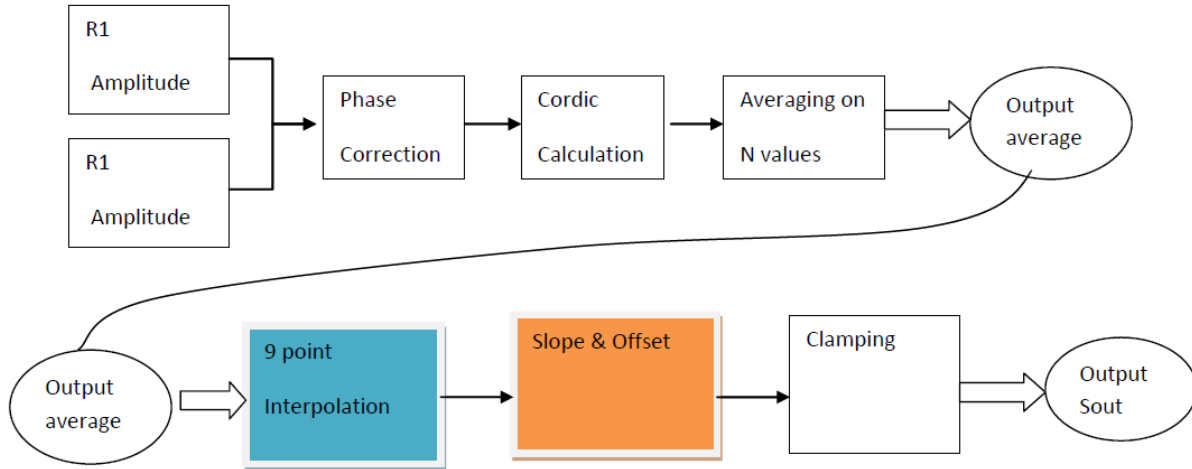 R1
Amplitude
R1
Amplitude
Phase
Correction
Cordic
Calculation
Averaging on
N values
Output
average
Output
average
9 point
Interpolation
Slope & Offset
Clamping
Output
Sout